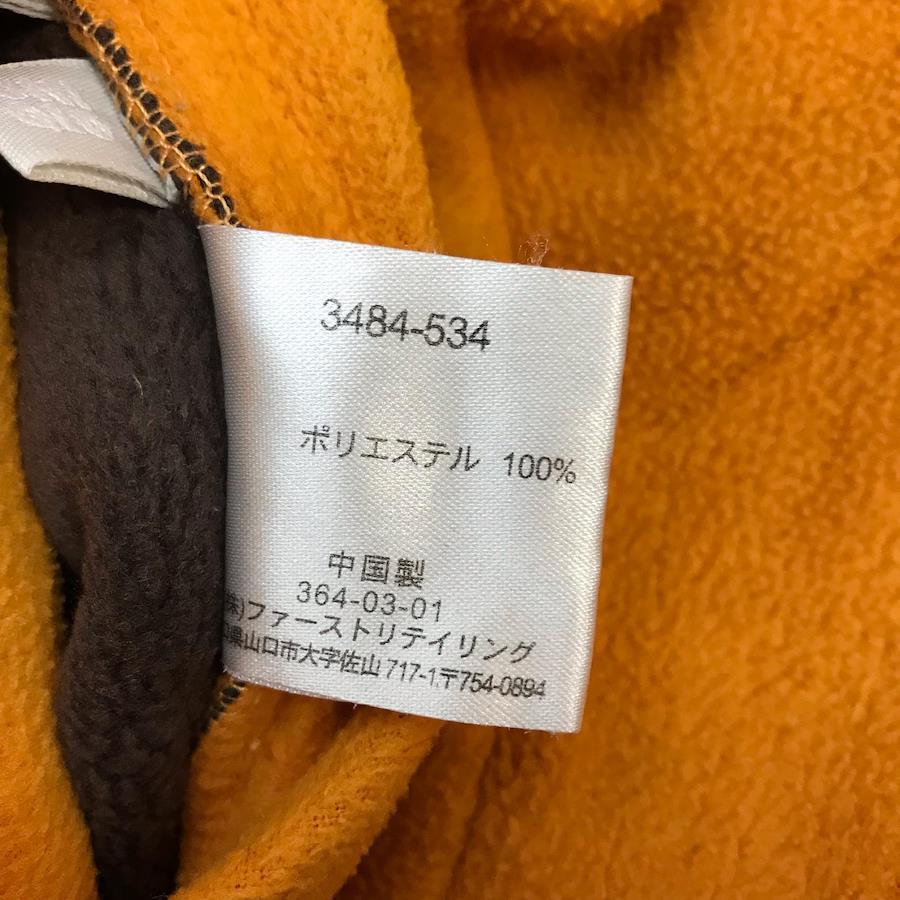 3484-534
ポリエステル 100%
中国製
364-03-01
株)ファーストリテイリング
口県山口市大字佐山 717-1,〒754-0894